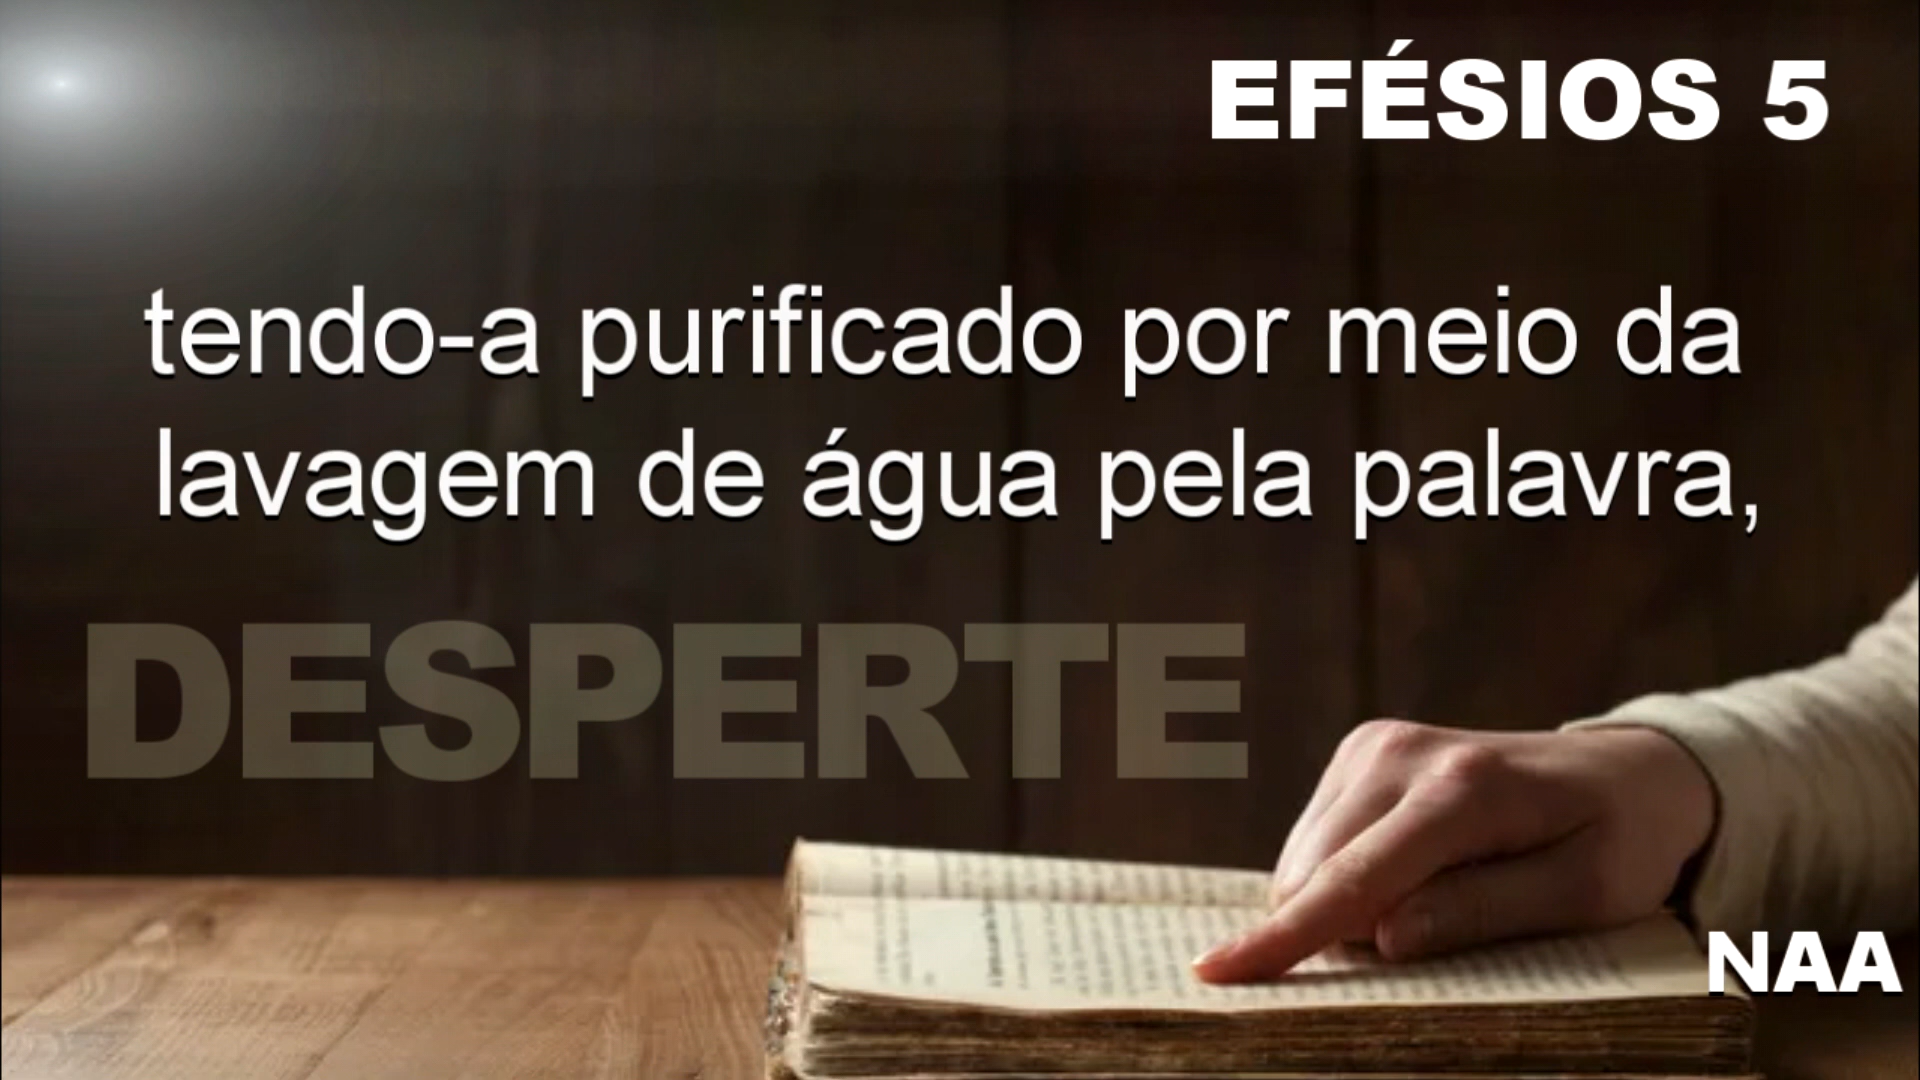 EFÉSIOS 5
tendo-a purificado por meio da
lavagem de água pela palavra,
DESPERTE
NAA